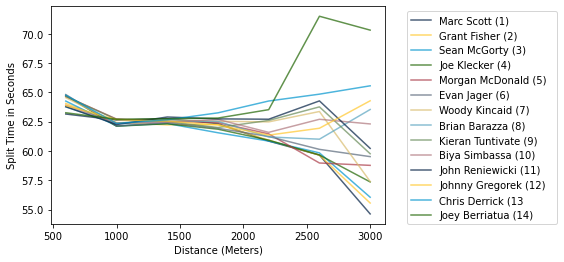 70.0
67.5
65.0
62.5
60.0
57.5
55.0
Split Time in Seconds
500 1000 1500 2000 2500 3000
Distance (Meters)
Marc Scott (1)
Grant Fisher (2)
Sean McGorty (3)
Joe Klecker (4)
Morgan McDonald (5)
Evan Jager (6)
Woody Kincaid (7)
Brian Barazza (8)
Kieran Tuntivate (9)
Biya Simbassa (10)
John Reniewicki (11)
Johnny Gregorek (12)
Chris Derrick (13
Joey Berriatua (14)